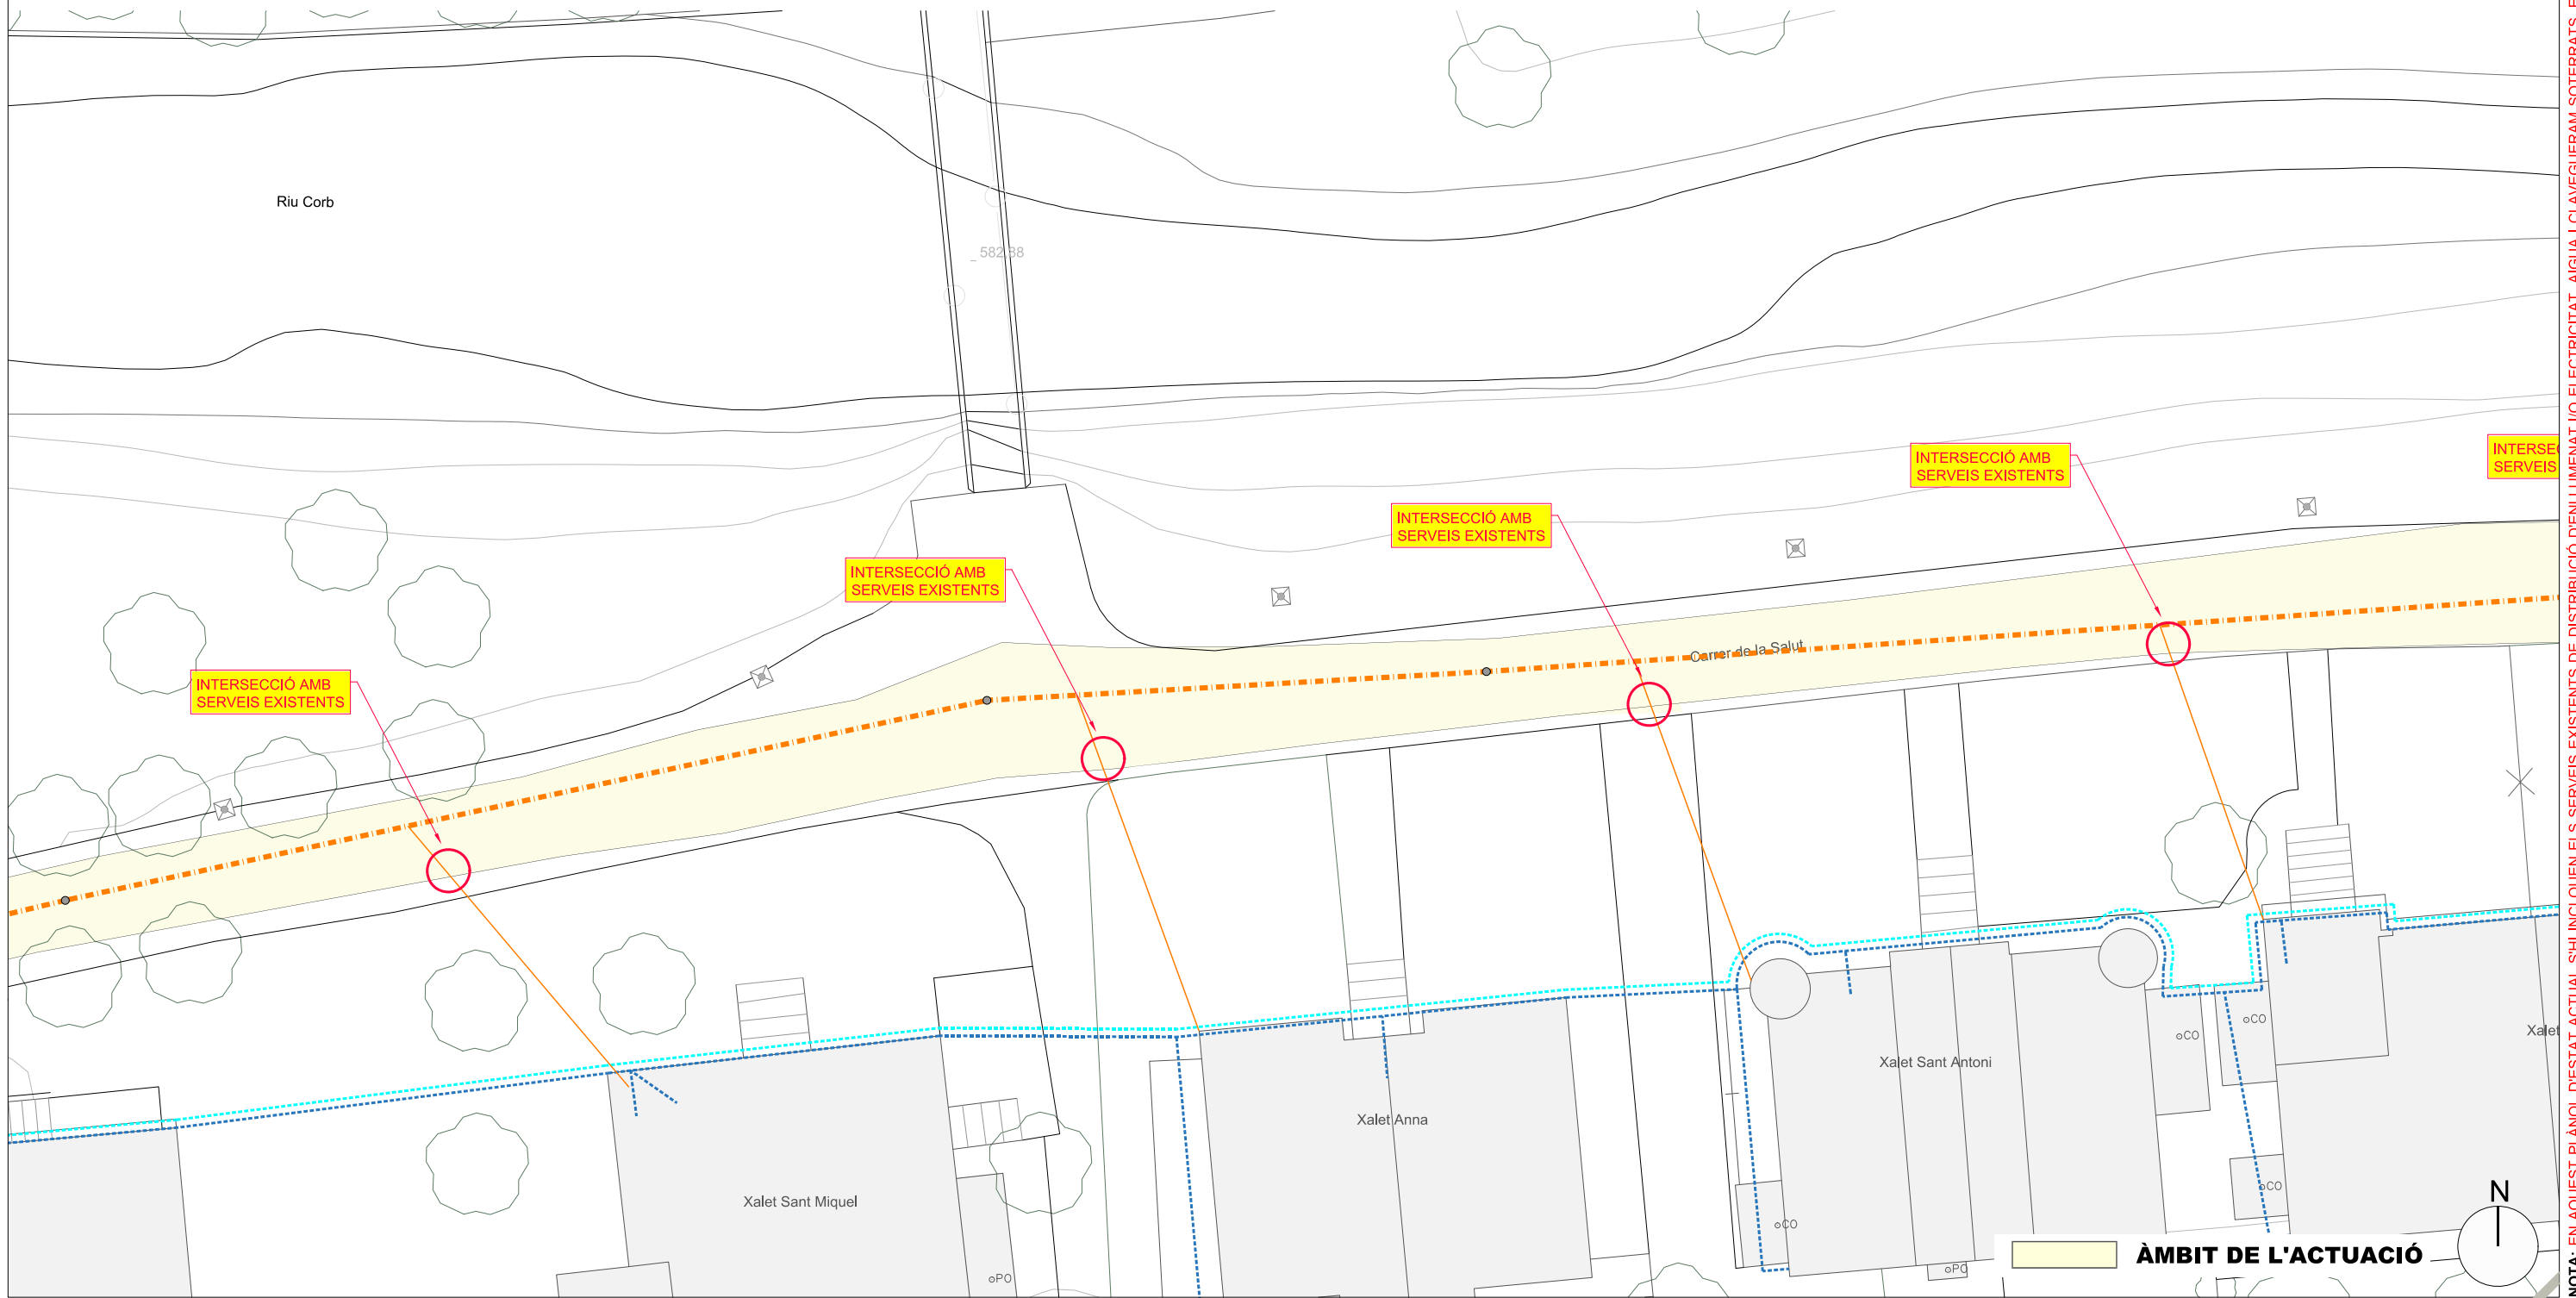 Riu Corb
582.88
INTERSECCIÓ AMB
SERVEIS EXISTENTS
INTERSECCIÓ AMB
SERVEIS EXISTENTS
INTERSECCIÓ AMB
SERVEIS EXISTENTS
INTERSECCIÓ AMB
SERVEIS EXISTENTS
SERVEIS
Carrer de la Salut
Xalet Sant Miquel
Xalet Anna
Xalet Sant Antoni
Xalet
CO
CO
CO
CO
PO
PO
ÀMBIT DE L'ACTUACIÓ
N
NOTA: EN AQUEST PLÀNOL D'ESTAT ACTUAL S'HI INCLOUEN ELS SERVEIS EXISTENTS DE DISTRIBUCIÓ D'ENLLUMENAT I/O ELECTRICITAT, AIGUA I CLAVEGUERAM SOTERRATS